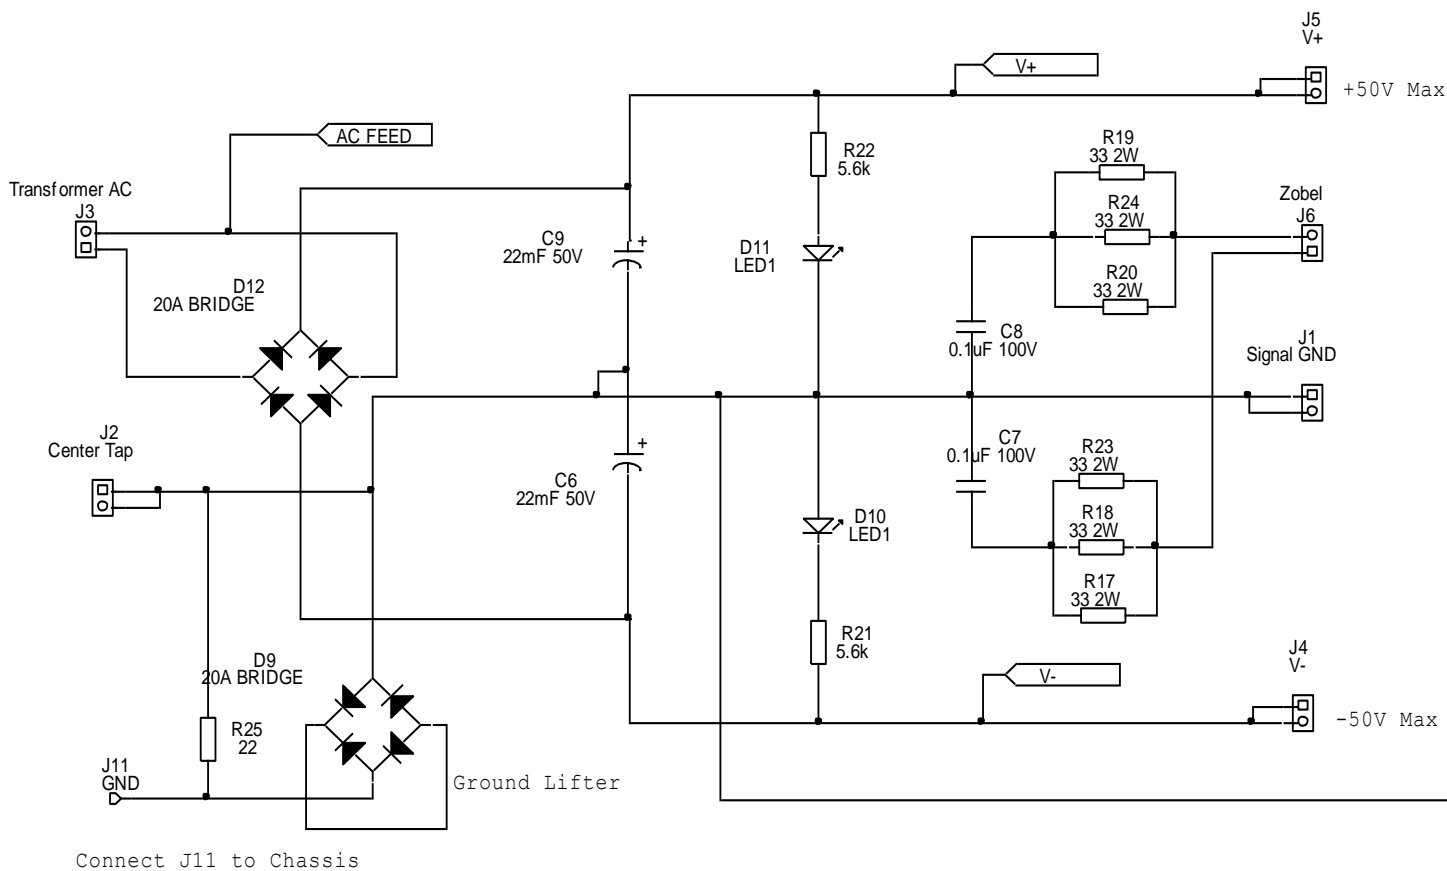 J5
V+
V+
+50V Max
AC FEED
R19
33 2W
R22
5.6k
Transformer AC
J3
R24
33 2W
Zobel
J6
C9
22mF 50V
D11
LED1
R20
33 2W
D12
20A BRIDGE
C8
0.1uF 100V
J1
Signal GND
J2
Center Tap
C7
0.1uF 100V
R23
33 2W
C6
22mF 50V
D10
LED1
R18
33 2W
R17
33 2W
R21
5.6k
D9
20A BRIDGE
J4
V-
V-
-50V Max
R25
22
J11
GND
Ground Lifter
Connect J11 to Chassis
+
+